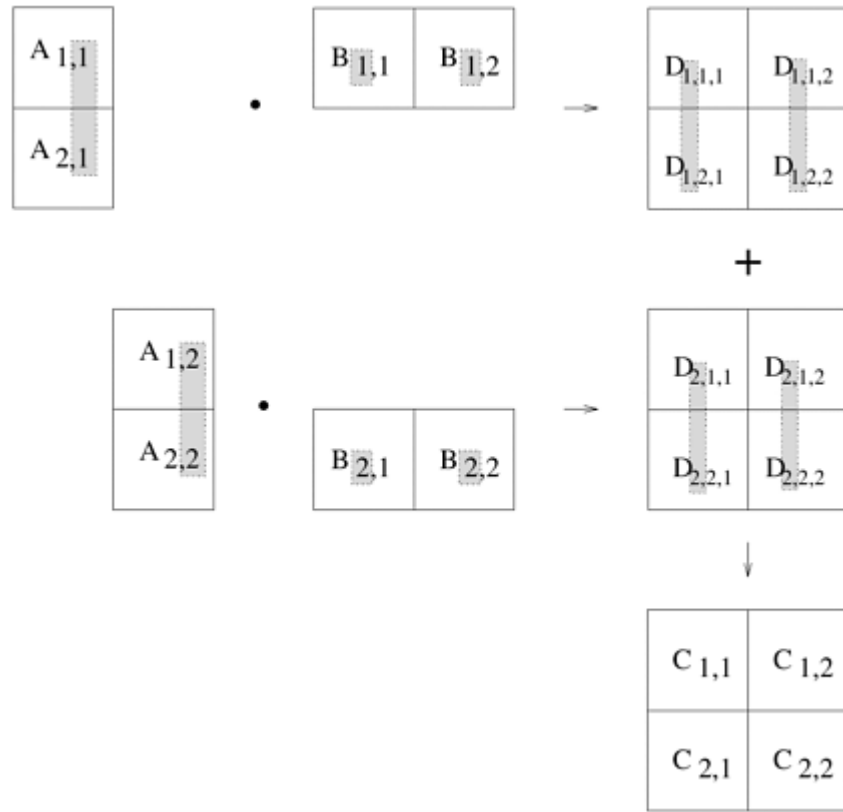 A 1,1 B 1,1 B 1,2 D 1,1,1 D 1,1,2
• →
A 2,1 D 1,2,1 D 1,2,2
+
A 1,2 D 2,1,1 D 2,1,2
• →
A 2,2 B 2,1 B 2,2 D 2,2,1 D 2,2,2
↓
C 1,1 C 1,2
C 2,1 C 2,2